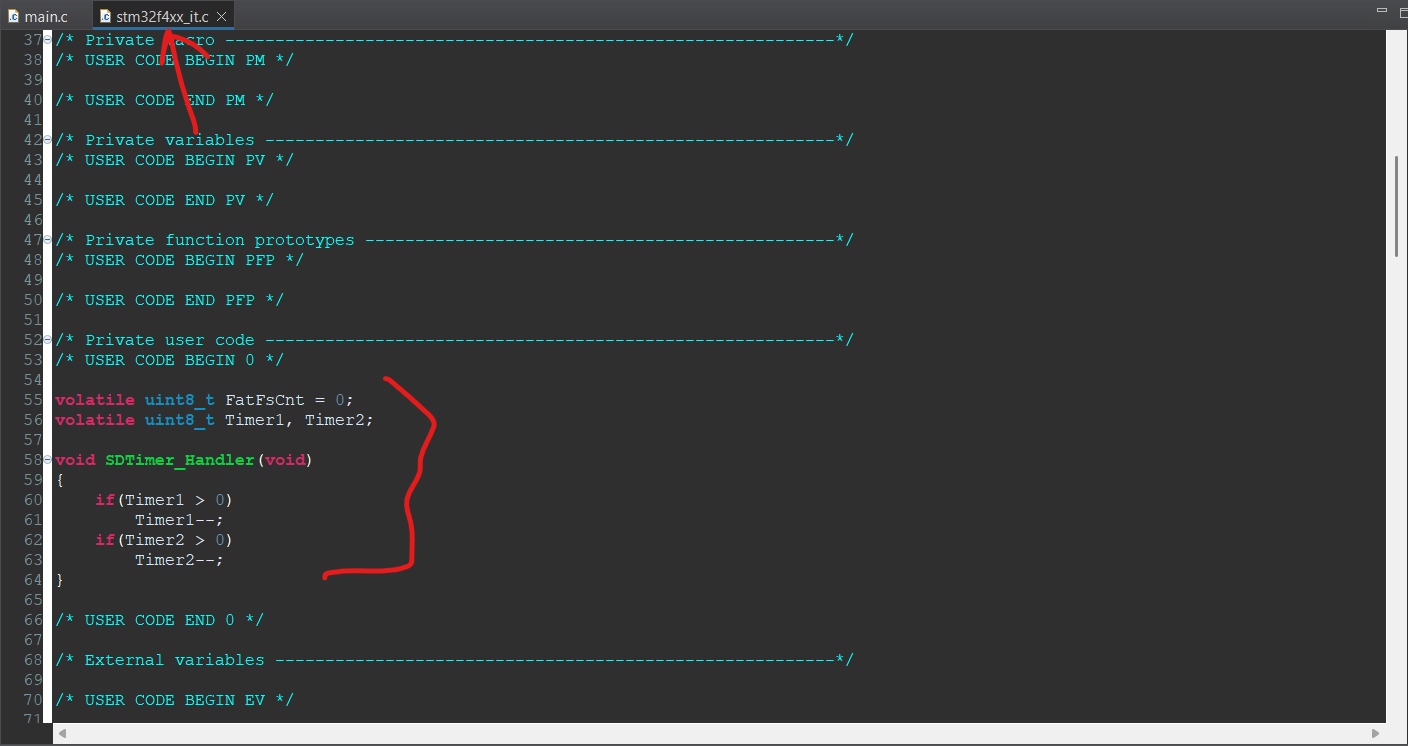 main.c
stm32f4xx_it.c
37 /* Private macro -------------------------------------------------------------*/
38 /* USER CODE BEGIN PM */
39
40 /* USER CODE END PM */
41
42 /* Private variables ---------------------------------------------------------*/
43 /* USER CODE BEGIN PV */
44
45 /* USER CODE END PV */
46
47 /* Private function prototypes -----------------------------------------------*/
48 /* USER CODE BEGIN PFP */
49
50 /* USER CODE END PFP */
51
52 /* Private user code ---------------------------------------------------------*/
53 /* USER CODE BEGIN 0 */
54
55 volatile uint8_t FatFsCnt = 0;
56 volatile uint8_t Timer1, Timer2;
57
58 void SDTimer_Handler(void)
59 {
60     if(Timer1 > 0)
61         Timer1--;
62     if(Timer2 > 0)
63         Timer2--;
64 }
65
66 /* USER CODE END 0 */
67
68 /* External variables --------------------------------------------------------*/
69
70 /* USER CODE BEGIN EV */
71